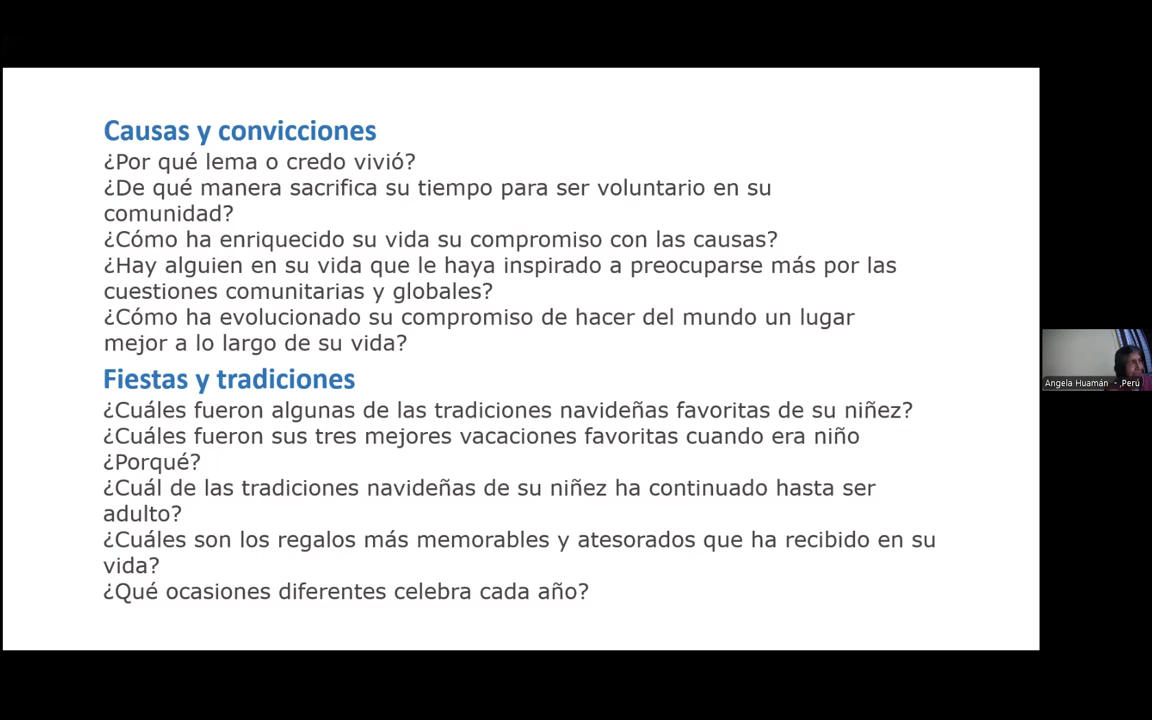 Causas y convicciones
¿Por qué lema o credo vivió?
¿De qué manera sacrifica su tiempo para ser voluntario en su
comunidad?
¿Cómo ha enriquecido su vida su compromiso con las causas?
¿Hay alguien en su vida que le haya inspirado a preocuparse más por las
cuestiones comunitarias y globales?
¿Cómo ha evolucionado su compromiso de hacer del mundo un lugar
mejor a lo largo de su vida?
Fiestas y tradiciones
¿Cuáles fueron algunas de las tradiciones navideñas favoritas de su niñez?
¿Cuáles fueron sus tres mejores vacaciones favoritas cuando era niño
¿Porqué?
¿Cuál de las tradiciones navideñas de su niñez ha continuado hasta ser
adulto?
¿Cuáles son los regalos más memorables y atesorados que ha recibido en su
vida?
¿Qué ocasiones diferentes celebra cada año?
Angela Huamán - ,Perú